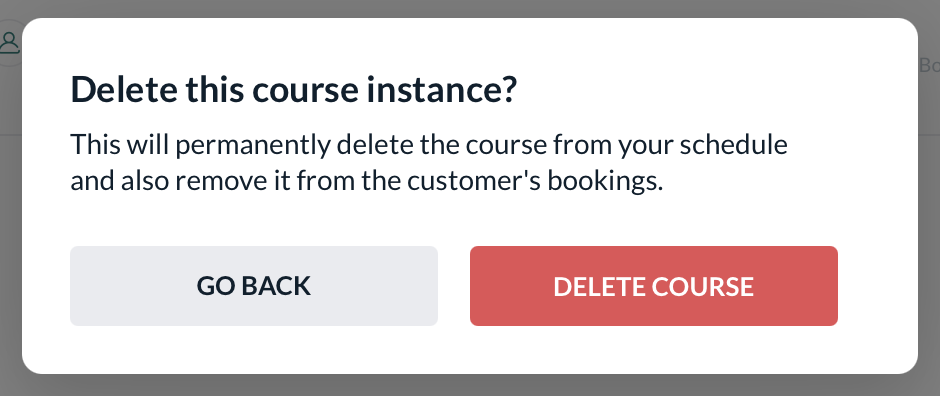 Delete this course instance?
This will permanently delete the course from your schedule
and also remove it from the customer's bookings.
GO BACK
DELETE COURSE